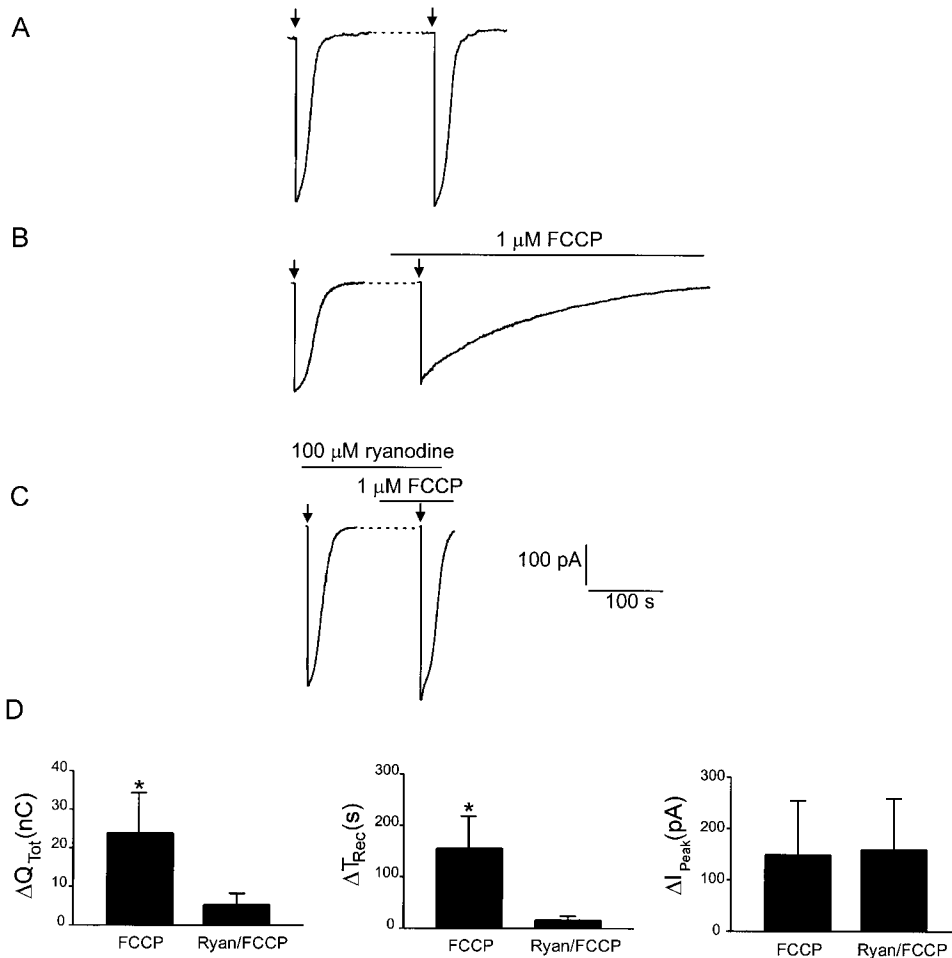 A
B
1 µM FCCP
100 µM ryanodine
C
1 µM FCCP
100 pA
100 s
D
ΔQTot(nC)
40
30
20
10
0
*
FCCP
Ryan/FCCP
ΔTRec(s)
300
200
100
0
*
FCCP
Ryan/FCCP
ΔIPeak(pA)
300
200
100
0
FCCP
Ryan/FCCP